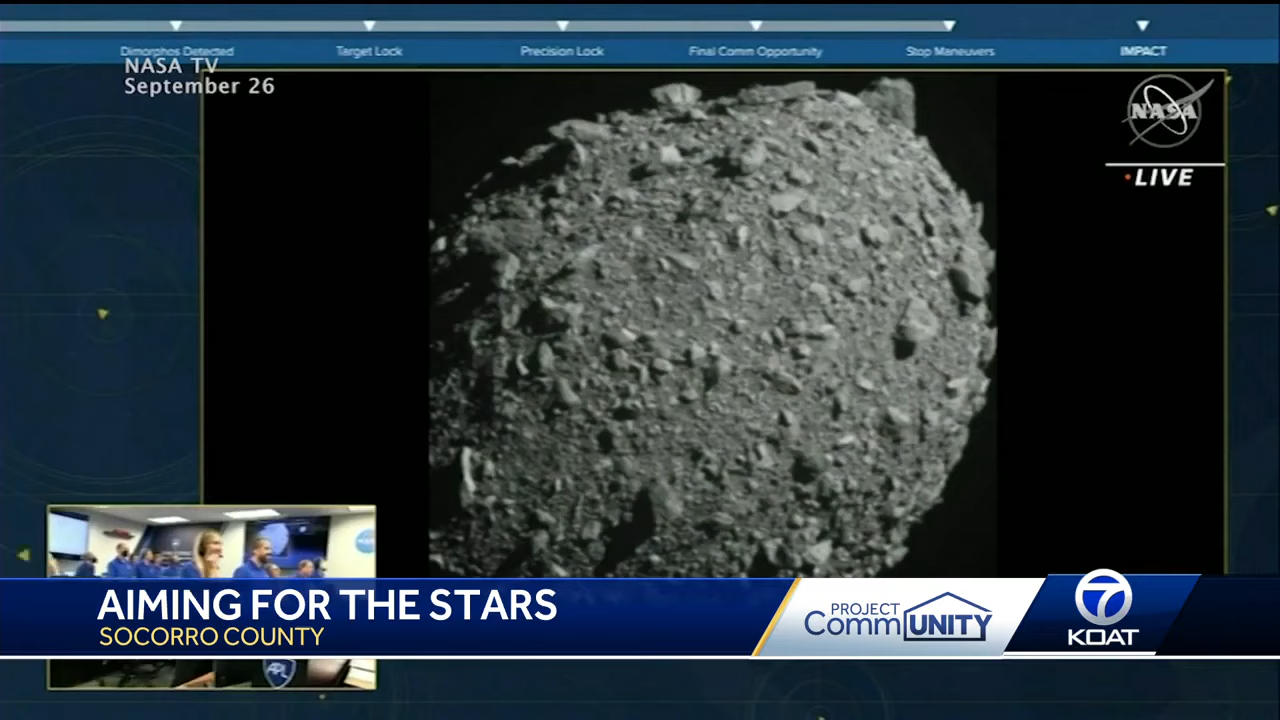 Dimorphos Detected
Target Lock
Precision Lock
Final Comm Opportunity
Stop Maneuvers
IMPACT
NASA TV
September 26
NASA
LIVE
AIMING FOR THE STARS
SOCORRO COUNTY
PROJECT
CommUNITY
7
KOAT
APL